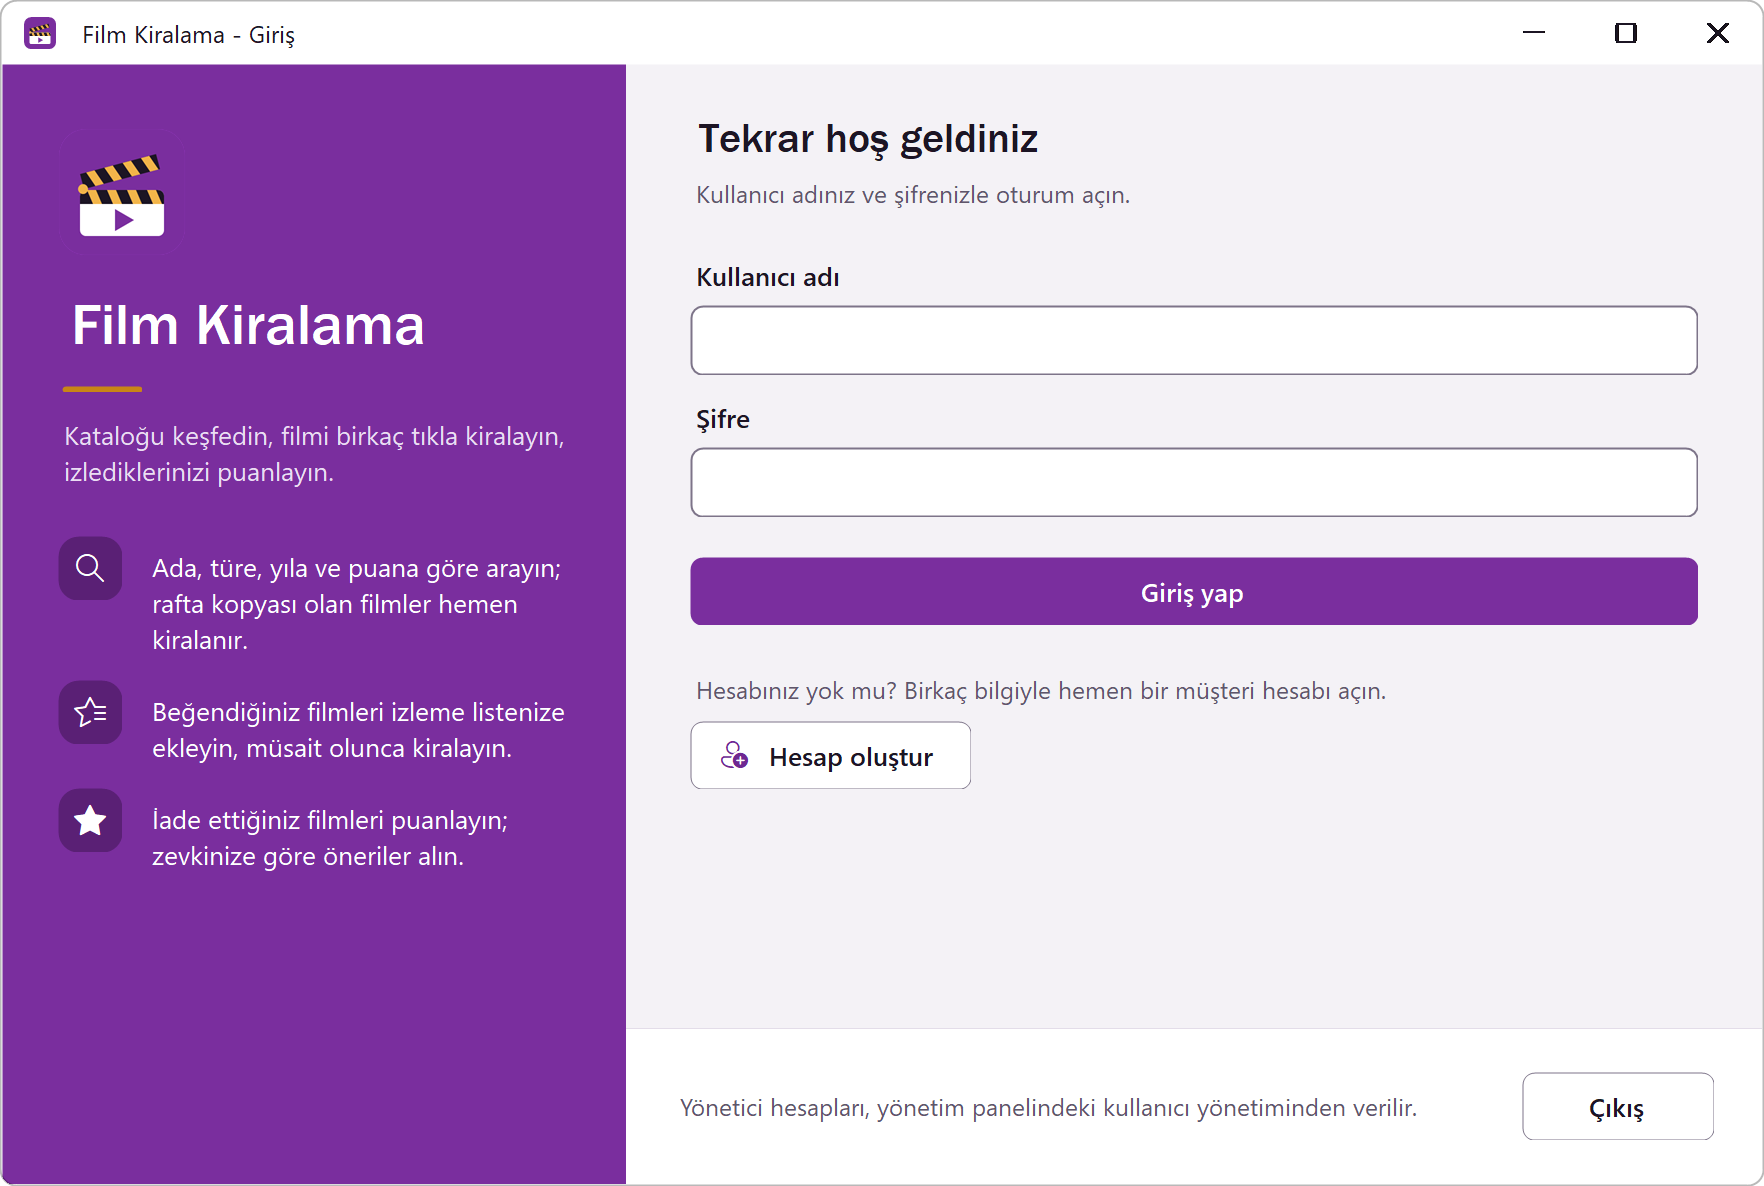 Film Kiralama - Giriş
Film Kiralama
Kataloğu keşfedin, filmi birkaç tıkla kiralayın,
izlediklerinizi puanlayın.
Ada, türe, yıla ve puana göre arayın;
rafta kopyası olan filmler hemen
kiralanır.
Beğendiğiniz filmleri izleme listenize
ekleyin, müsait olunca kiralayın.
İade ettiğiniz filmleri puanlayın;
zevkinize göre öneriler alın.
Tekrar hoş geldiniz
Kullanıcı adınız ve şifrenizle oturum açın.
Kullanıcı adı
Şifre
Giriş yap
Hesabınız yok mu? Birkaç bilgiyle hemen bir müşteri hesabı açın.
Hesap oluştur
Yönetici hesapları, yönetim panelindeki kullanıcı yönetiminden verilir.
Çıkış